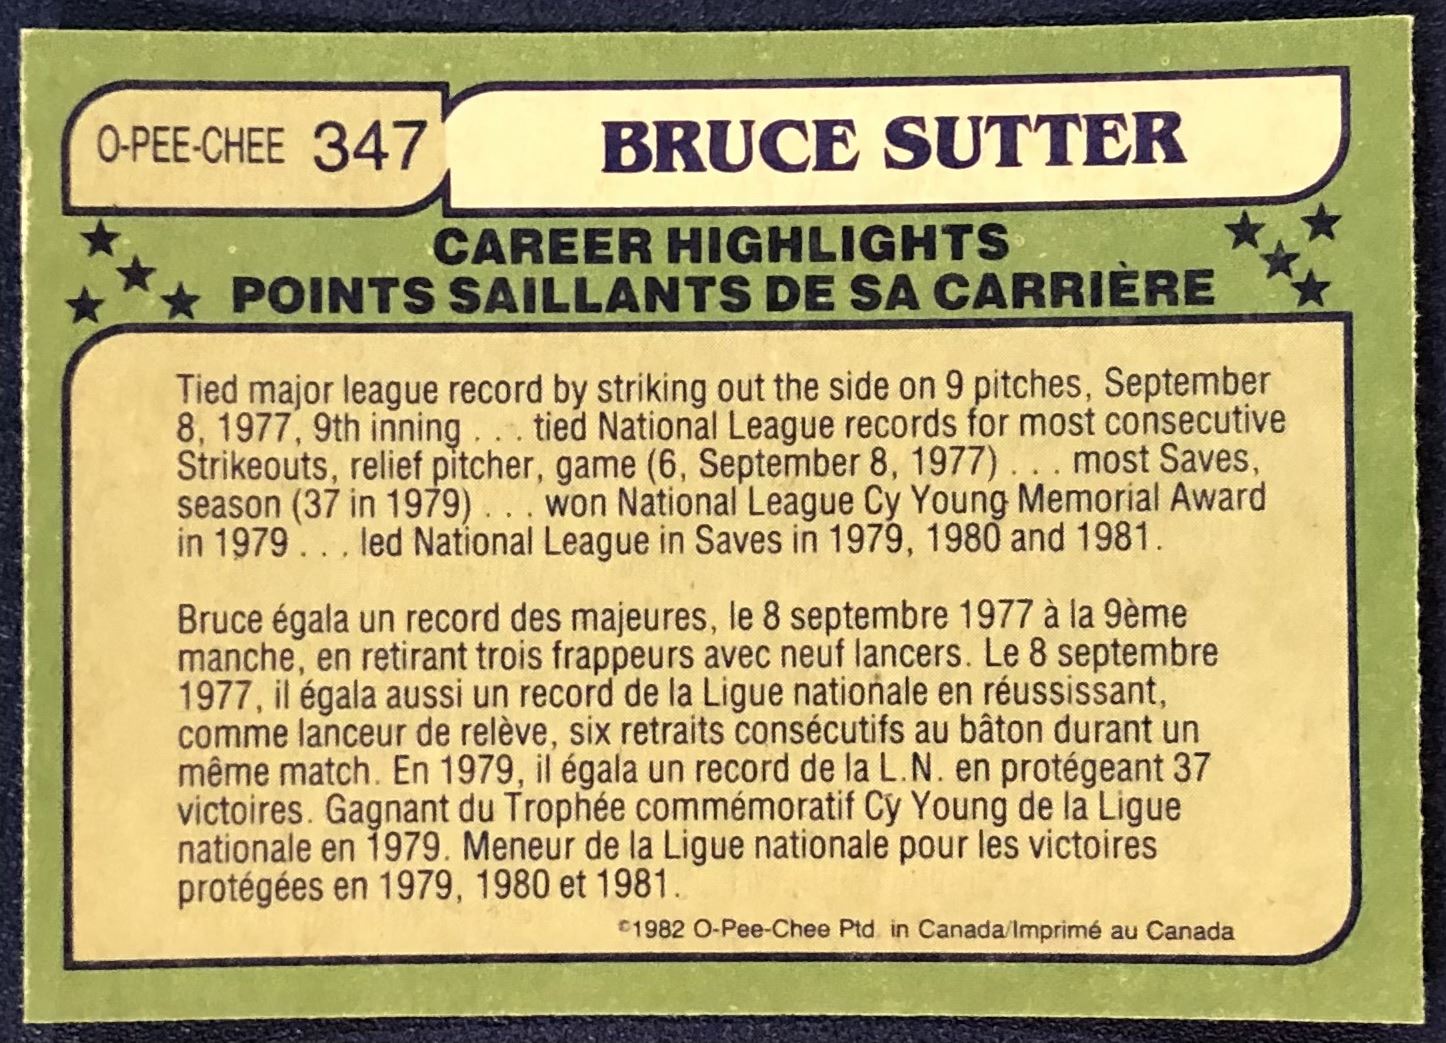 O-PEE-CHEE 347
BRUCE SUTTER
CAREER HIGHLIGHTS
POINTS SAILLANTS DE SA CARRIÈRE
Tied major league record by striking out the side on 9 pitches, September
8, 1977, 9th inning . . . tied National League records for most consecutive
Strikeouts, relief pitcher, game (6, September 8, 1977) . . . most Saves,
season (37 in 1979) . . . won National League Cy Young Memorial Award
in 1979 . . . led National League in Saves in 1979, 1980 and 1981.
Bruce égala un record des majeures, le 8 septembre 1977 à la 9ème
manche, en retirant trois frappeurs avec neuf lancers. Le 8 septembre
1977, il égala aussi un record de la Ligue nationale en réussissant,
comme lanceur de relève, six retraits consécutifs au bâton durant un
même match. En 1979, il égala un record de la L.N. en protégeant 37
victoires. Gagnant du Trophée commémoratif Cy Young de la Ligue
nationale en 1979. Meneur de la Ligue nationale pour les victoires
protégées en 1979, 1980 et 1981.
©1982 O-Pee-Chee Ptd. in Canada/Imprimé au Canada